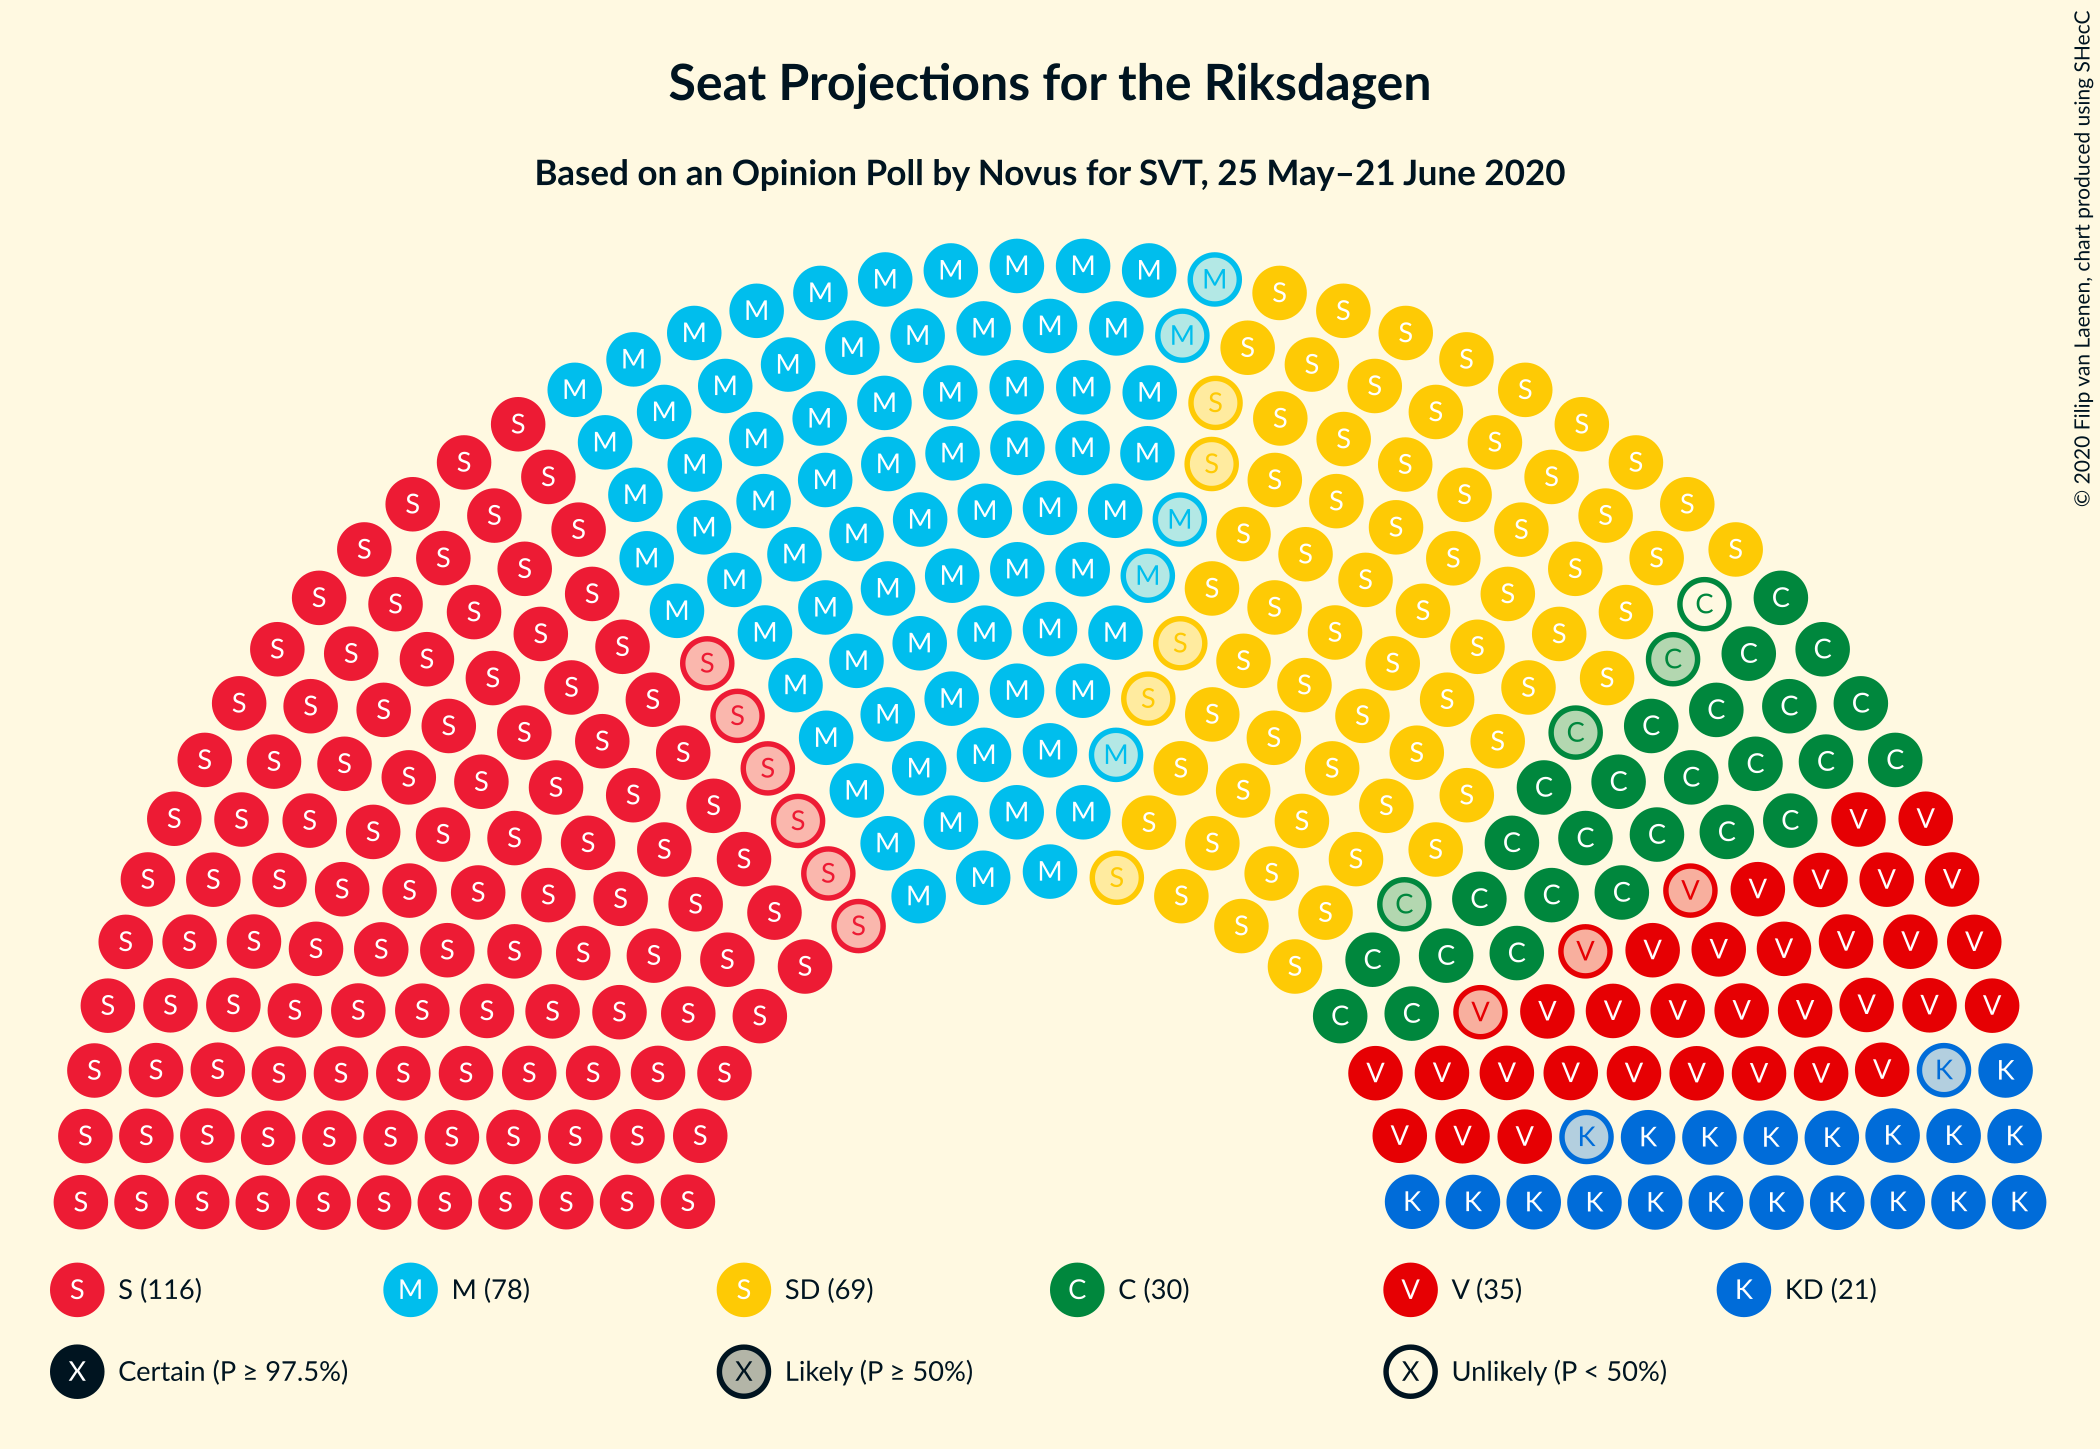 Seat Projections for the Riksdagen
Based on an Opinion Poll by Novus for SVT, 25 May–21 June 2020
© 2020 Filip van Laenen, chart produced using SHecC
S S (116)
M M (78)
S SD (69)
C C (30)
V V (35)
K KD (21)
X Certain (P ≥ 97.5%)
X Likely (P ≥ 50%)
X Unlikely (P < 50%)